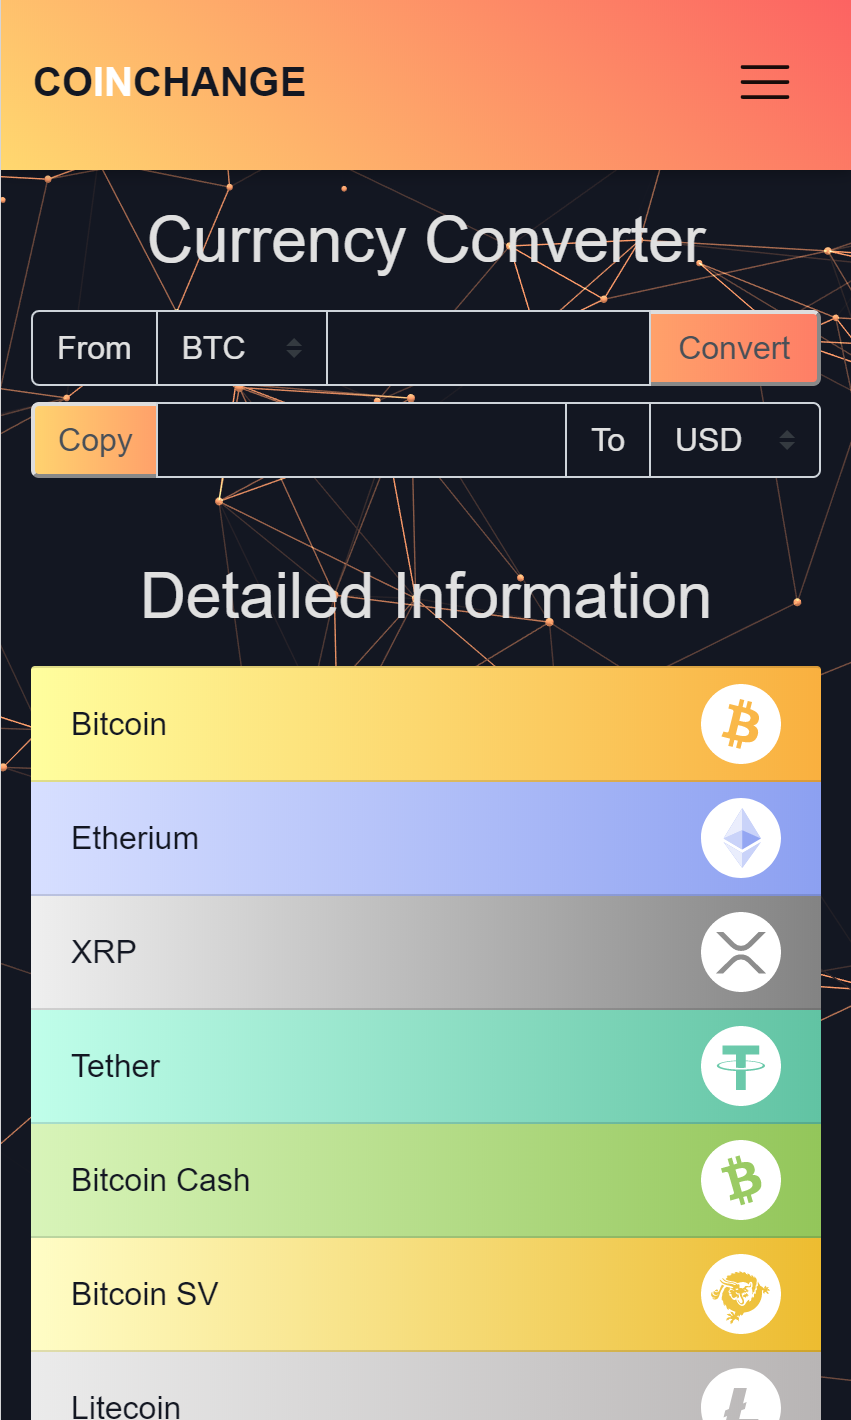 COINCHANGE
Currency Converter
From BTC Convert
Copy To USD
Detailed Information
Bitcoin
Etherium
XRP
Tether
Bitcoin Cash
Bitcoin SV
Litecoin